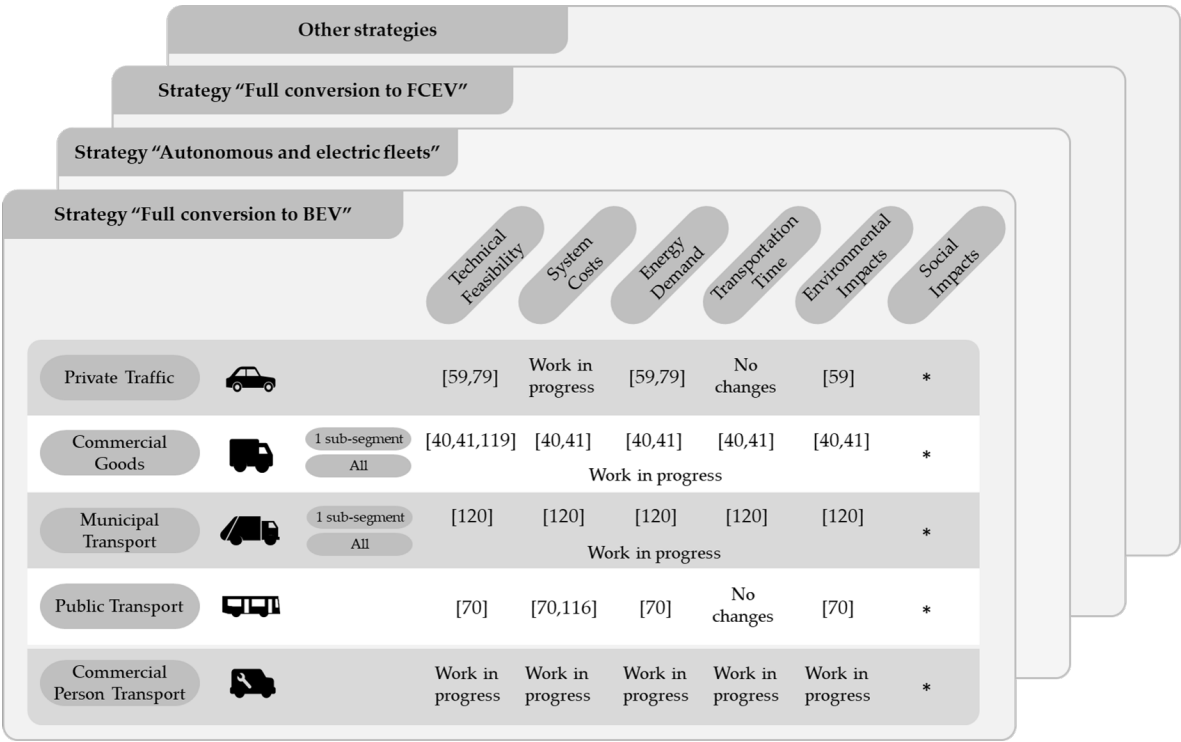 Other strategies
Strategy “Full conversion to FCEV”
Strategy “Autonomous and electric fleets”
Strategy “Full conversion to BEV”
Technical
Feasibility
System
Costs
Energy
Demand
Transportation
Time
Environmental
Impacts
Social
Impacts
Private Traffic
[59,79]
Work in
progress
[59,79]
No
changes
[59]
*
Commercial
Goods
1 sub-segment
[40,41,119]
[40,41]
[40,41]
[40,41]
[40,41]
All
Work in progress
*
Municipal
Transport
1 sub-segment
[120]
[120]
[120]
[120]
[120]
All
Work in progress
*
Public Transport
[70]
[70,116]
[70]
No
changes
[70]
*
Commercial
Person Transport
Work in
progress
Work in
progress
Work in
progress
Work in
progress
Work in
progress
*